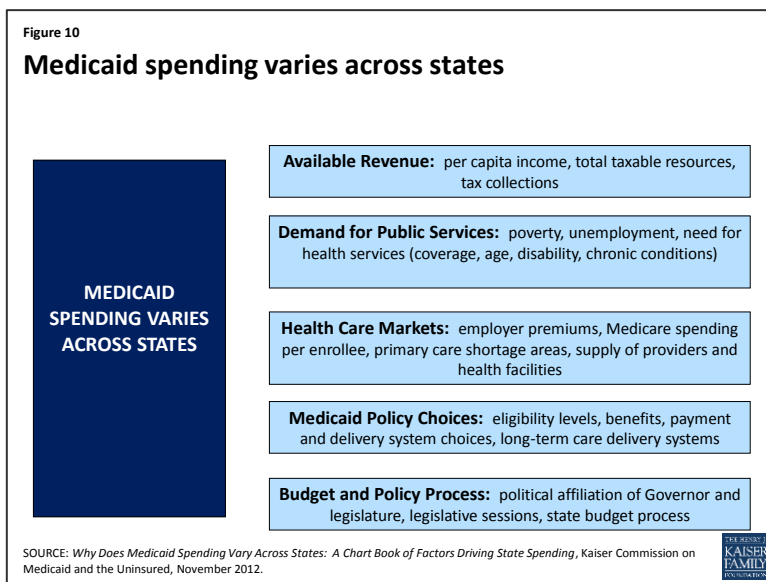 Figure 10
Medicaid spending varies across states
MEDICAID
SPENDING VARIES
ACROSS STATES
Available Revenue: per capita income, total taxable resources,
tax collections
Demand for Public Services: poverty, unemployment, need for
health services (coverage, age, disability, chronic conditions)
Health Care Markets: employer premiums, Medicare spending
per enrollee, primary care shortage areas, supply of providers and
health facilities
Medicaid Policy Choices: eligibility levels, benefits, payment
and delivery system choices, long-term care delivery systems
Budget and Policy Process: political affiliation of Governor and
legislature, legislative sessions, state budget process
SOURCE: Why Does Medicaid Spending Vary Across States: A Chart Book of Factors Driving State Spending, Kaiser Commission on
Medicaid and the Uninsured, November 2012.
THE HENRY J.
KAISER
FAMILY
FOUNDATION